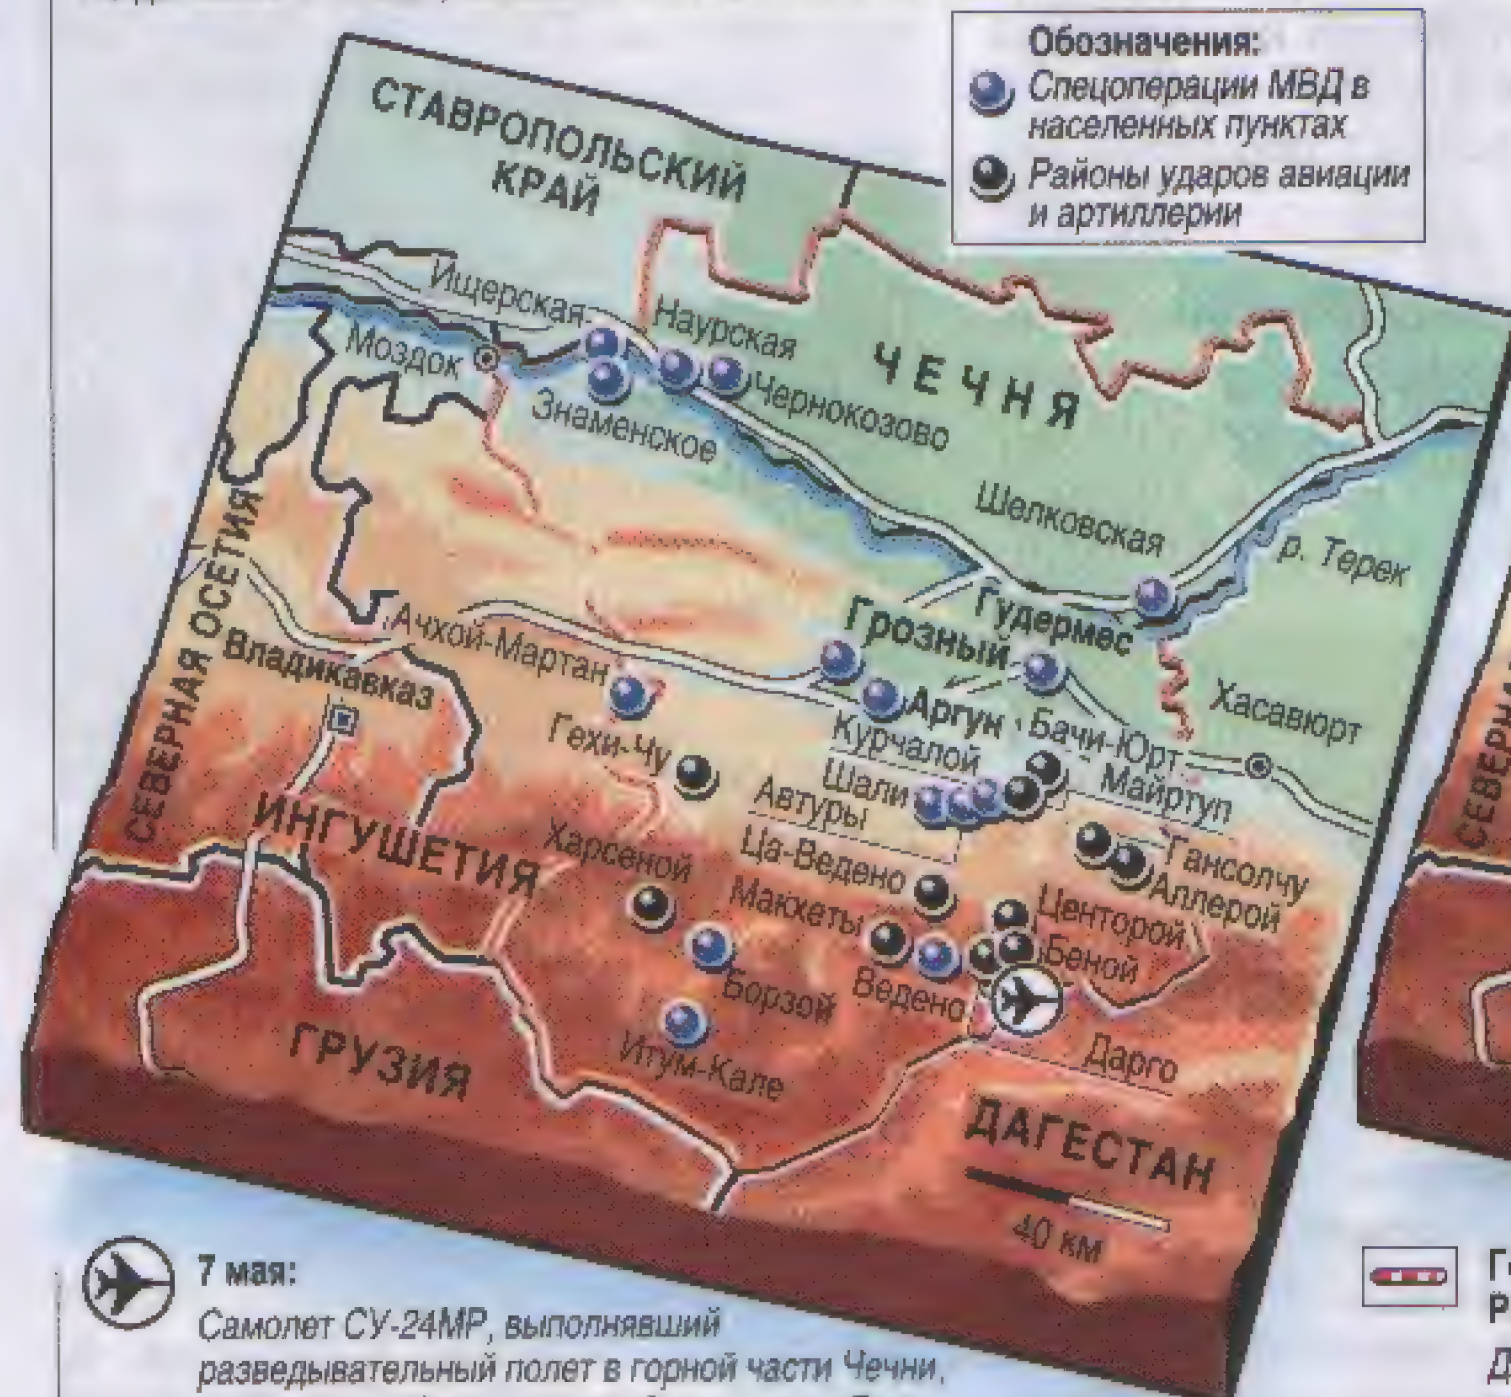 Обозначения:
Спецоперации МВД в
населенных пунктах
Районы ударов авиации
и артиллерии
СТАВРОПОЛЬСКИЙ
КРАЙ
Ищерская
Наурская
Моздок
ЧЕЧНЯ
Чернокозово
Знаменское
Шелковская
р. Терек
СЕВЕРНАЯ ОСЕТИЯ
Ачхой-Мартан
Грозный
Гудермес
Владикавказ
Хасавюрт
Аргун
Бачи-Юрт
Гехи-Чу
Курчалой
Шали
Майртуп
Автуры
ИНГУШЕТИЯ
Харсеной
Ца-Ведено
Гансолчу
Аллерой
Макхеты
Центорой
Беной
Ведено
Борзой
Итум-Кале
Дарго
ГРУЗИЯ
ДАГЕСТАН
40 км
7 мая:
Самолет СУ-24МР, выполнявший
разведывательный полет в горной части Чечни,